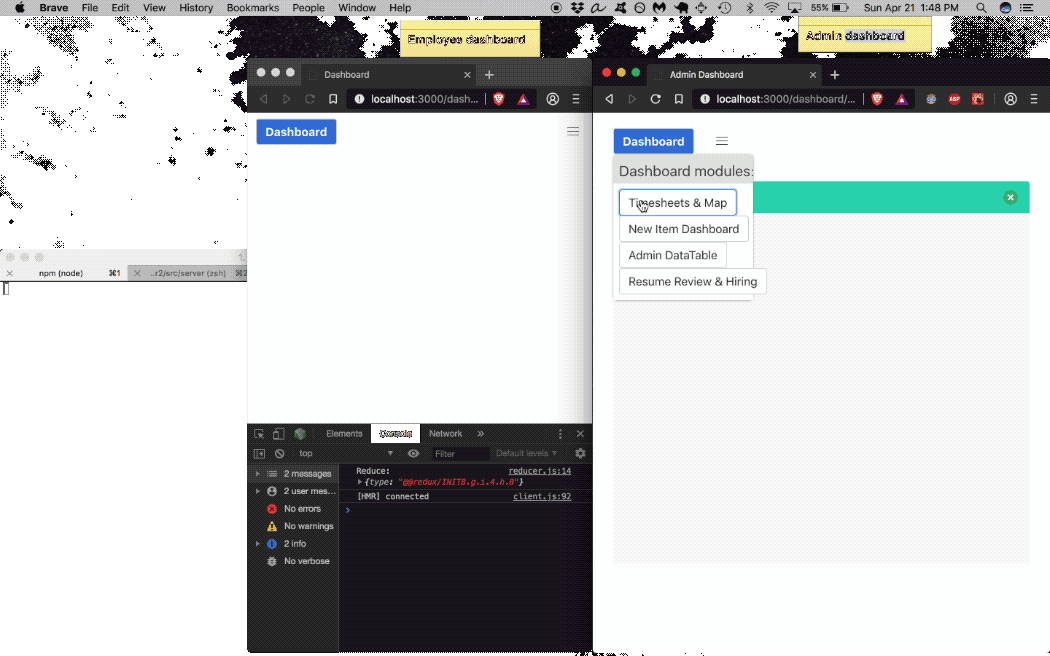 Brave File Edit View History Bookmarks People Window Help 55% Sun Apr 21 1:48 PM
Employee dashboard
Admin dashboard
Dashboard
Admin Dashboard
localhost:3000/dash...
localhost:3000/dashboard/...
ABP
Dashboard
Dashboard
Dashboard modules:
Timesheets & Map
New Item Dashboard
Admin DataTable
Resume Review & Hiring
npm (node) ⌘1 ..r2/src/server (zsh) ⌘2
Elements Console Network »
top Filter Default levels ▼
2 messages
2 user mes...
No errors
No warnings
2 info
No verbose
Reduce: reducer.js:14
{type: "@@redux/INIT8.g.i.4.h.8"}
[HMR] connected client.js:92